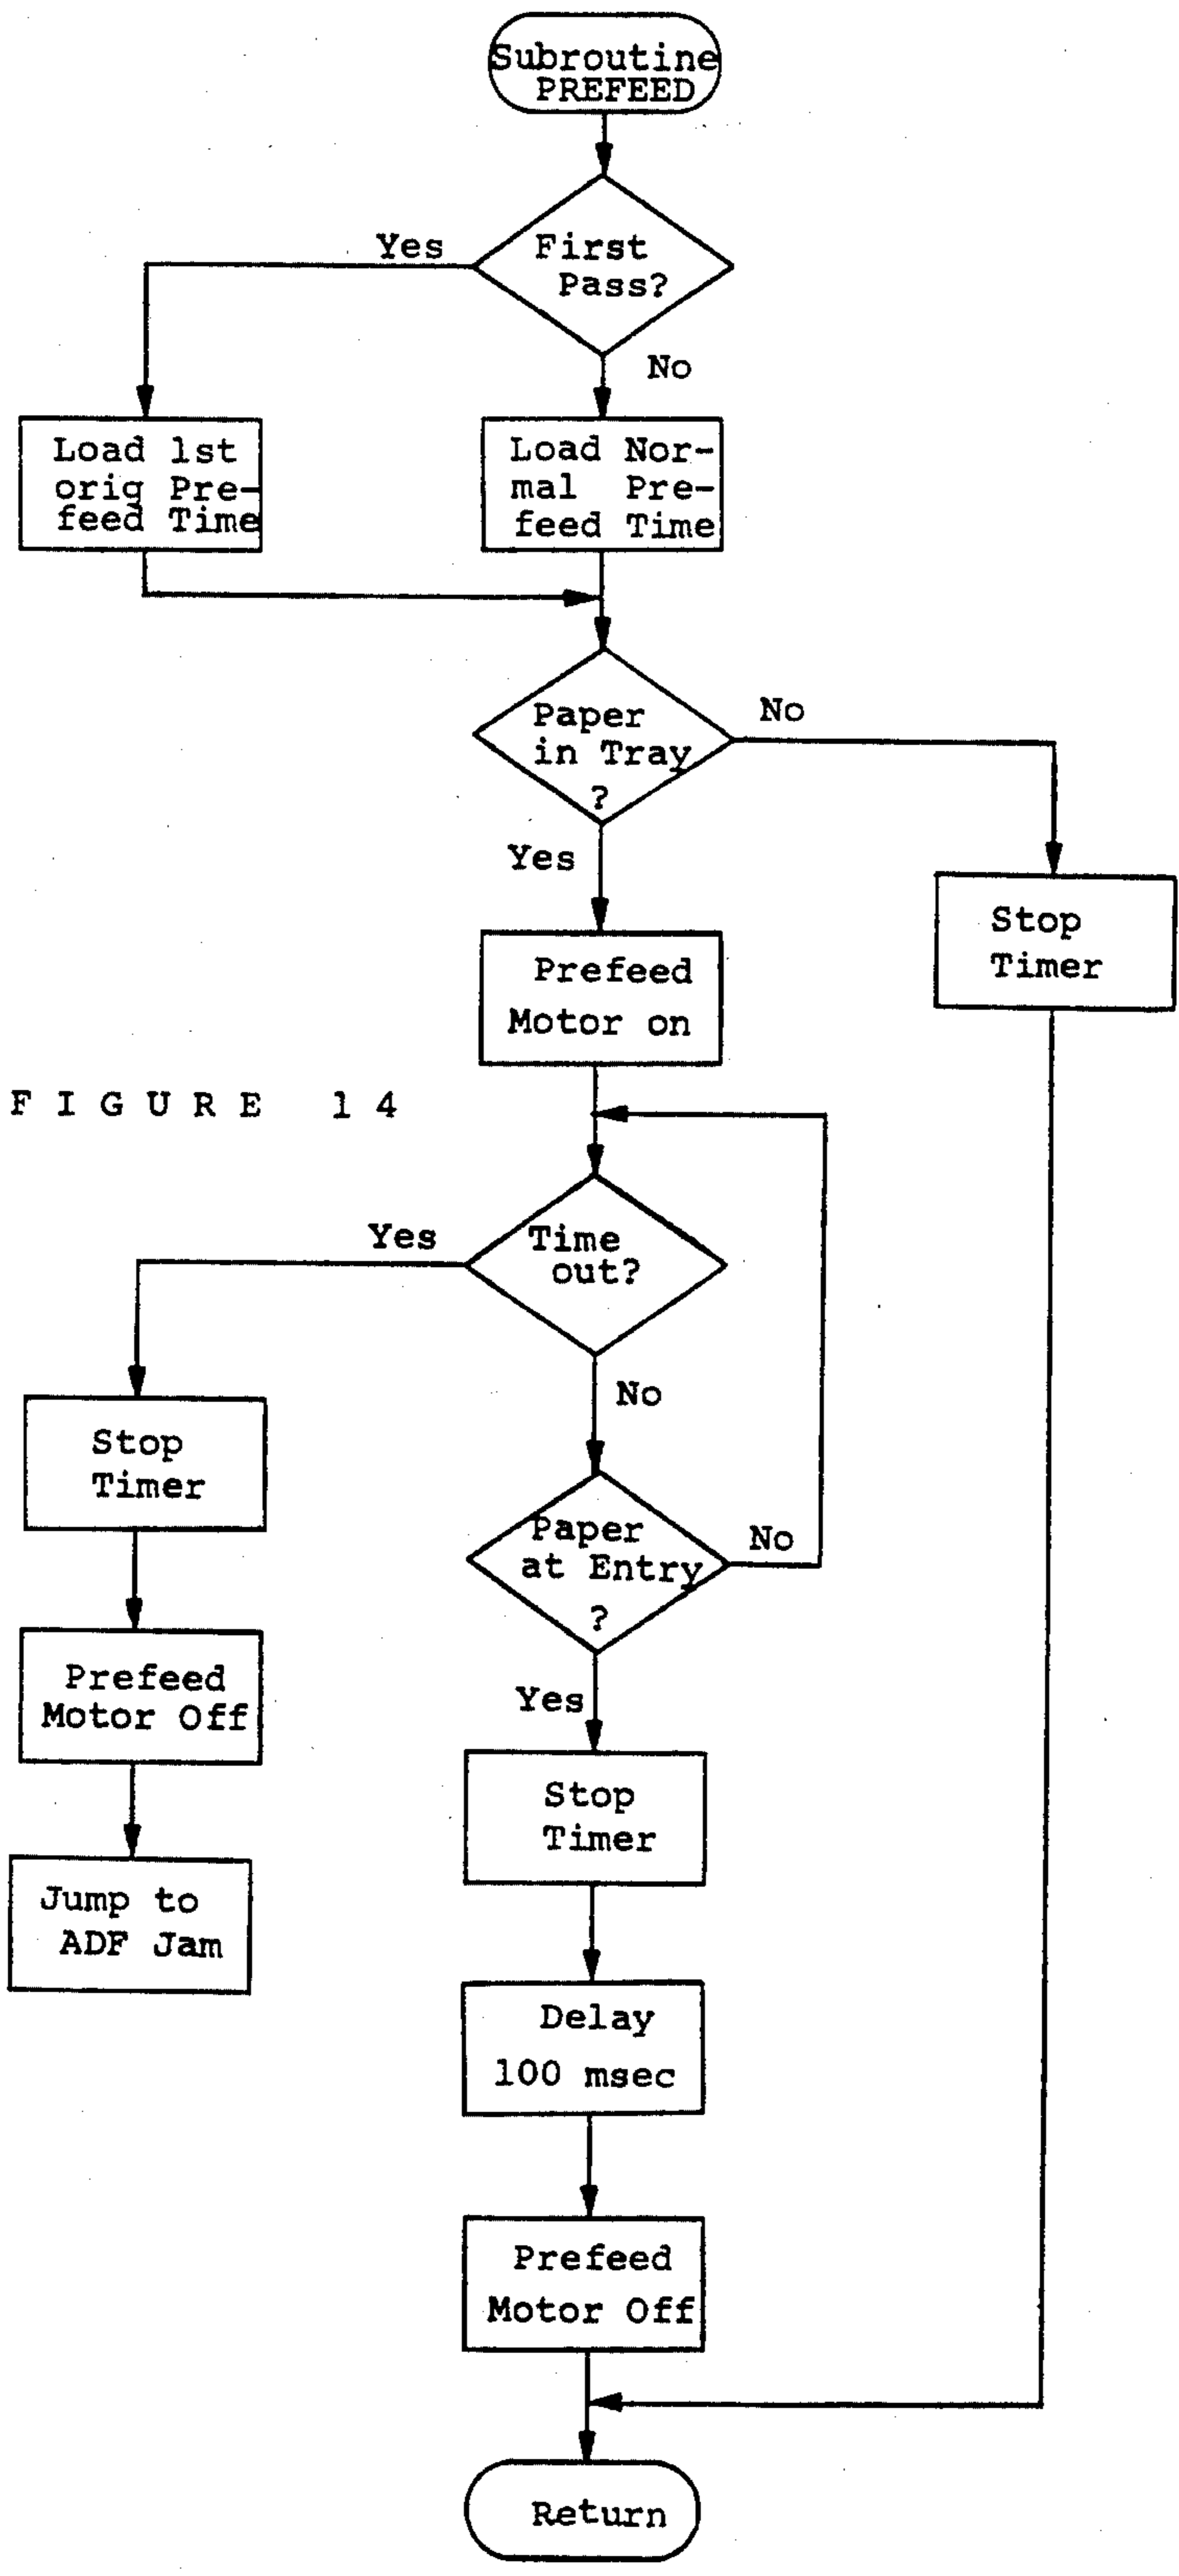 Subroutine
PREFEED
First
Pass?
Yes
No
Load 1st
orig Pre-
feed Time
Load Nor-
mal Pre-
feed Time
Paper
in Tray
?
No
Yes
Stop
Timer
Prefeed
Motor on
FIGURE 14
Time
out?
Yes
No
Stop
Timer
Paper
at Entry
?
No
Yes
Prefeed
Motor Off
Stop
Timer
Jump to
ADF Jam
Delay
100 msec
Prefeed
Motor Off
Return